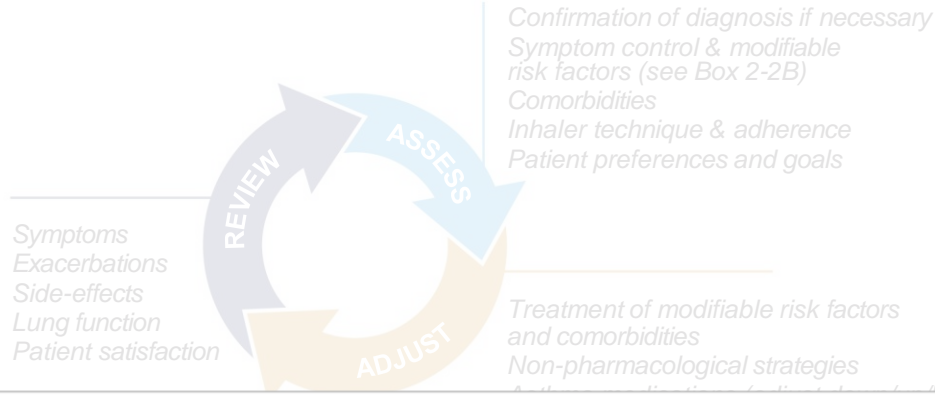 Confirmation of diagnosis if necessary
Symptom control & modifiable
risk factors (see Box 2-2B)
Comorbidities
Inhaler technique & adherence
Patient preferences and goals
REVIEW
ASSESS
ADJUST
Symptoms
Exacerbations
Side-effects
Lung function
Patient satisfaction
Treatment of modifiable risk factors
and comorbidities
Non-pharmacological strategies